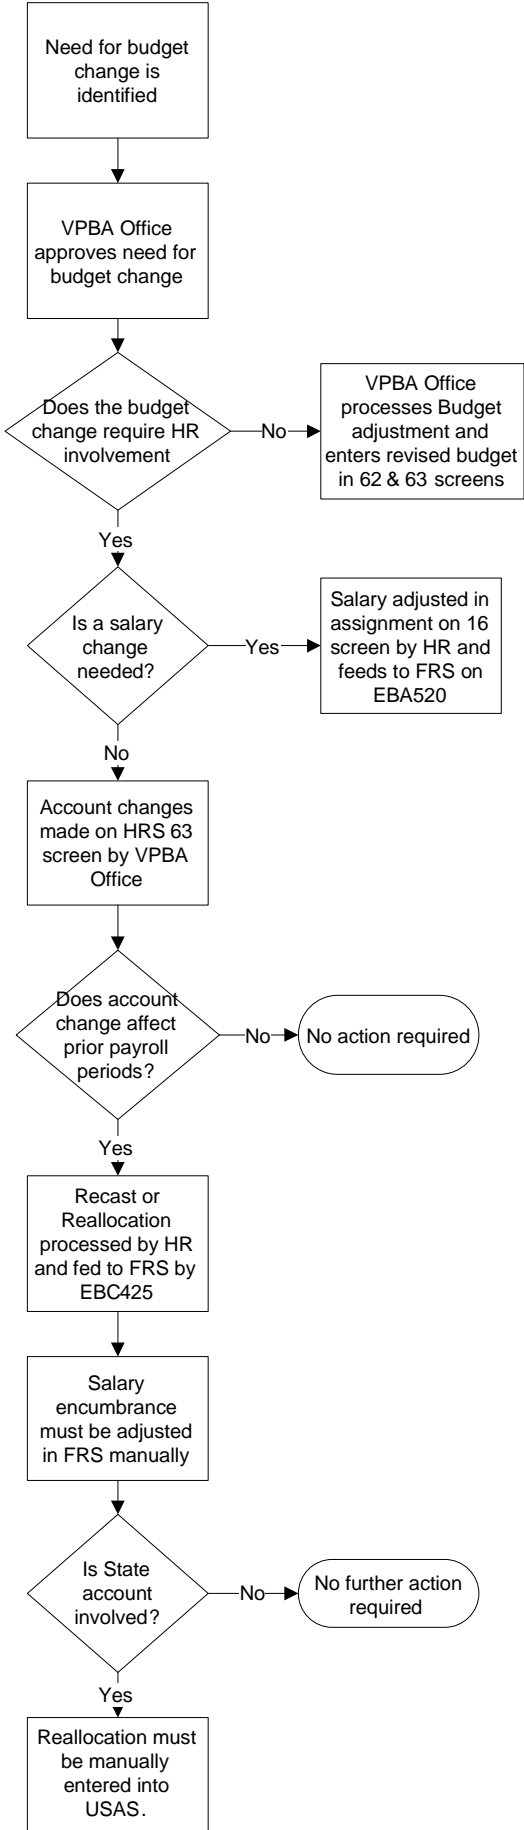 Need for budget
change is
identified
VPBA Office
approves need for
budget change
Does the budget
change require HR
involvement
No
VPBA Office
processes Budget
adjustment and
enters revised budget
in 62 & 63 screens
Yes
Is a salary
change
needed?
Yes
Salary adjusted in
assignment on 16
screen by HR and
feeds to FRS on
EBA520
No
Account changes
made on HRS 63
screen by VPBA
Office
Does account
change affect
prior payroll
periods?
No
No action required
Yes
Recast or
Reallocation
processed by HR
and fed to FRS by
EBC425
Salary
encumbrance
must be adjusted
in FRS manually
Is State
account
involved?
No
No further action
required
Yes
Reallocation must
be manually
entered into
USAS.